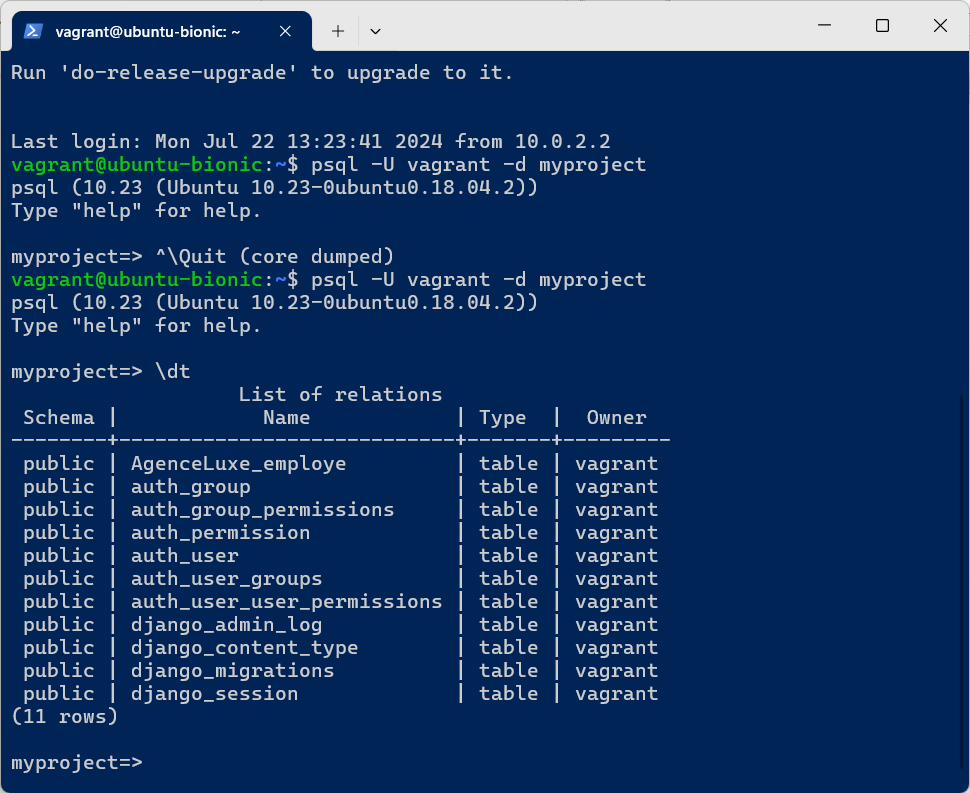 vagrant@ubuntu-bionic: ~
Run 'do-release-upgrade' to upgrade to it.
Last login: Mon Jul 22 13:23:41 2024 from 10.0.2.2
vagrant@ubuntu-bionic:~$ psql -U vagrant -d myproject
psql (10.23 (Ubuntu 10.23-0ubuntu0.18.04.2))
Type "help" for help.
myproject=> ^\Quit (core dumped)
vagrant@ubuntu-bionic:~$ psql -U vagrant -d myproject
psql (10.23 (Ubuntu 10.23-0ubuntu0.18.04.2))
Type "help" for help.
myproject=> \dt
                   List of relations
 Schema |            Name            | Type  |  Owner
--------+----------------------------+-------+---------
 public | AgenceLuxe_employe         | table | vagrant
 public | auth_group                 | table | vagrant
 public | auth_group_permissions     | table | vagrant
 public | auth_permission            | table | vagrant
 public | auth_user                  | table | vagrant
 public | auth_user_groups           | table | vagrant
 public | auth_user_user_permissions | table | vagrant
 public | django_admin_log           | table | vagrant
 public | django_content_type        | table | vagrant
 public | django_migrations          | table | vagrant
 public | django_session             | table | vagrant
(11 rows)
myproject=>